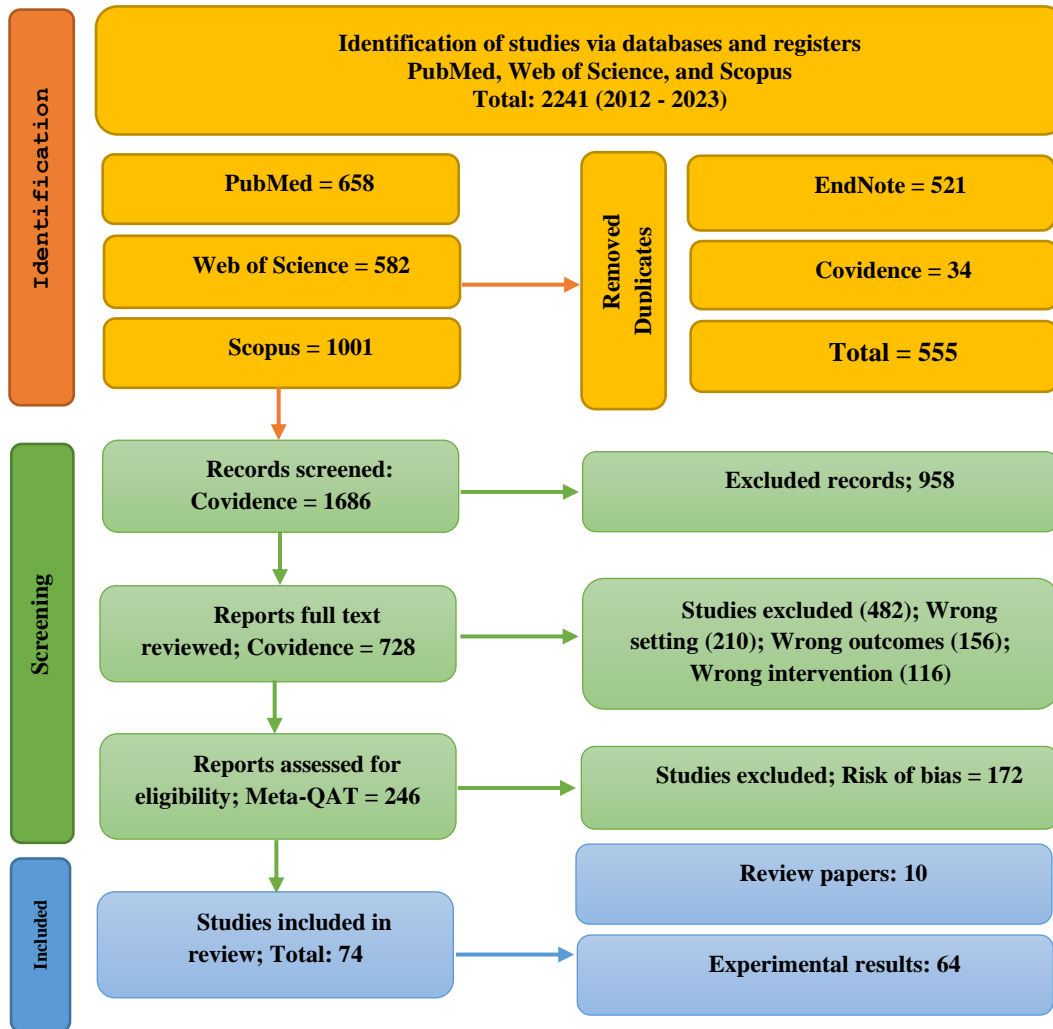 Identification
Identification of studies via databases and registers
PubMed, Web of Science, and Scopus
Total: 2241 (2012 - 2023)
PubMed = 658
Web of Science = 582
Scopus = 1001
Removed
Duplicates
EndNote = 521
Covidence = 34
Total = 555
Screening
Records screened:
Covidence = 1686
Excluded records; 958
Reports full text
reviewed; Covidence = 728
Studies excluded (482); Wrong
setting (210); Wrong outcomes (156);
Wrong intervention (116)
Reports assessed for
eligibility; Meta-QAT = 246
Studies excluded; Risk of bias = 172
Included
Studies included in
review; Total: 74
Review papers: 10
Experimental results: 64